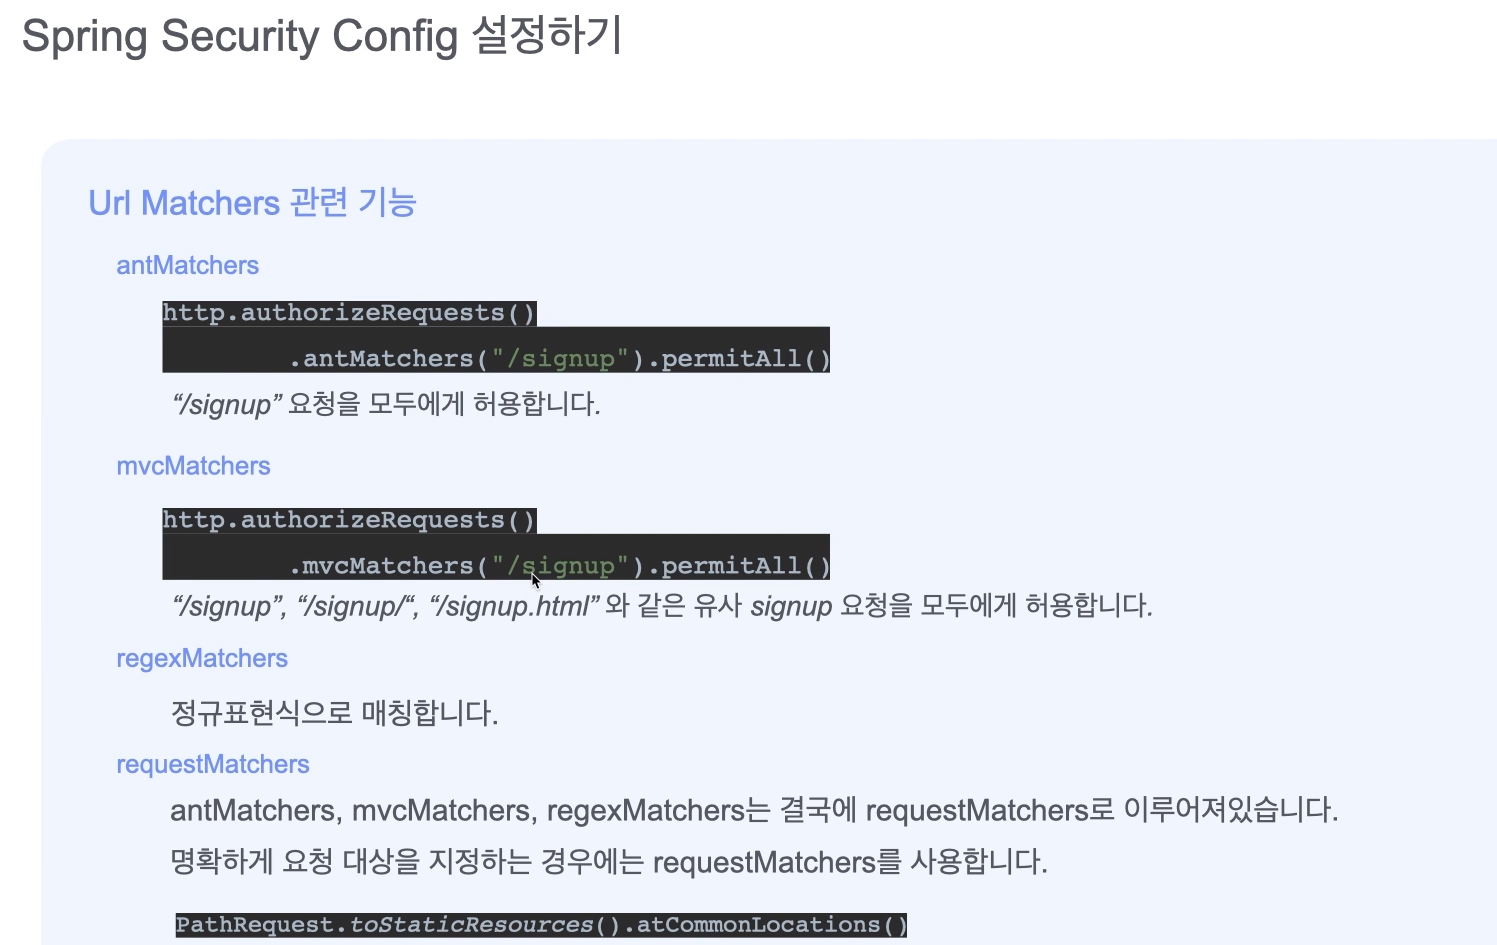 Spring Security Config 설정하기
Url Matchers 관련 기능
antMatchers
http.authorizeRequests()
.antMatchers("/signup").permitAll()
“/signup” 요청을 모두에게 허용합니다.
mvcMatchers
http.authorizeRequests()
.mvcMatchers("/signup").permitAll()
“/signup”, “/signup/“, “/signup.html” 와 같은 유사 signup 요청을 모두에게 허용합니다.
regexMatchers
정규표현식으로 매칭합니다.
requestMatchers
antMatchers, mvcMatchers, regexMatchers는 결국에 requestMatchers로 이루어져있습니다.
명확하게 요청 대상을 지정하는 경우에는 requestMatchers를 사용합니다.
PathRequest.toStaticResources().atCommonLocations()